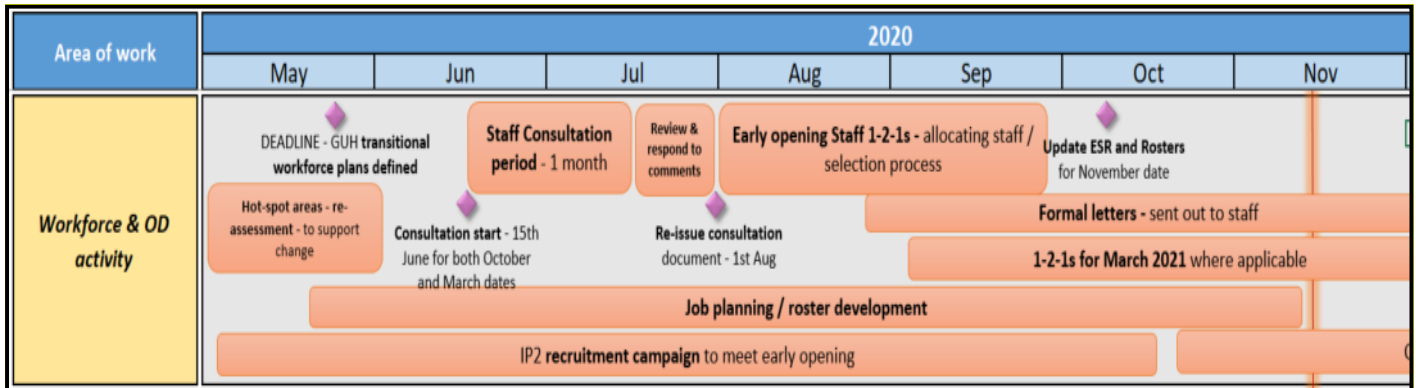 Area of work
2020
May Jun Jul Aug Sep Oct Nov
Workforce & OD
activity
DEADLINE - GUH transitional
workforce plans defined
Staff Consultation
period - 1 month
Review &
respond to
comments
Early opening Staff 1-2-1s - allocating staff /
selection process
Update ESR and Rosters
for November date
Hot-spot areas - re-
assessment - to support
change
Consultation start - 15th
June for both October
and March dates
Re-issue consultation
document - 1st Aug
Formal letters - sent out to staff
1-2-1s for March 2021 where applicable
Job planning / roster development
IP2 recruitment campaign to meet early opening